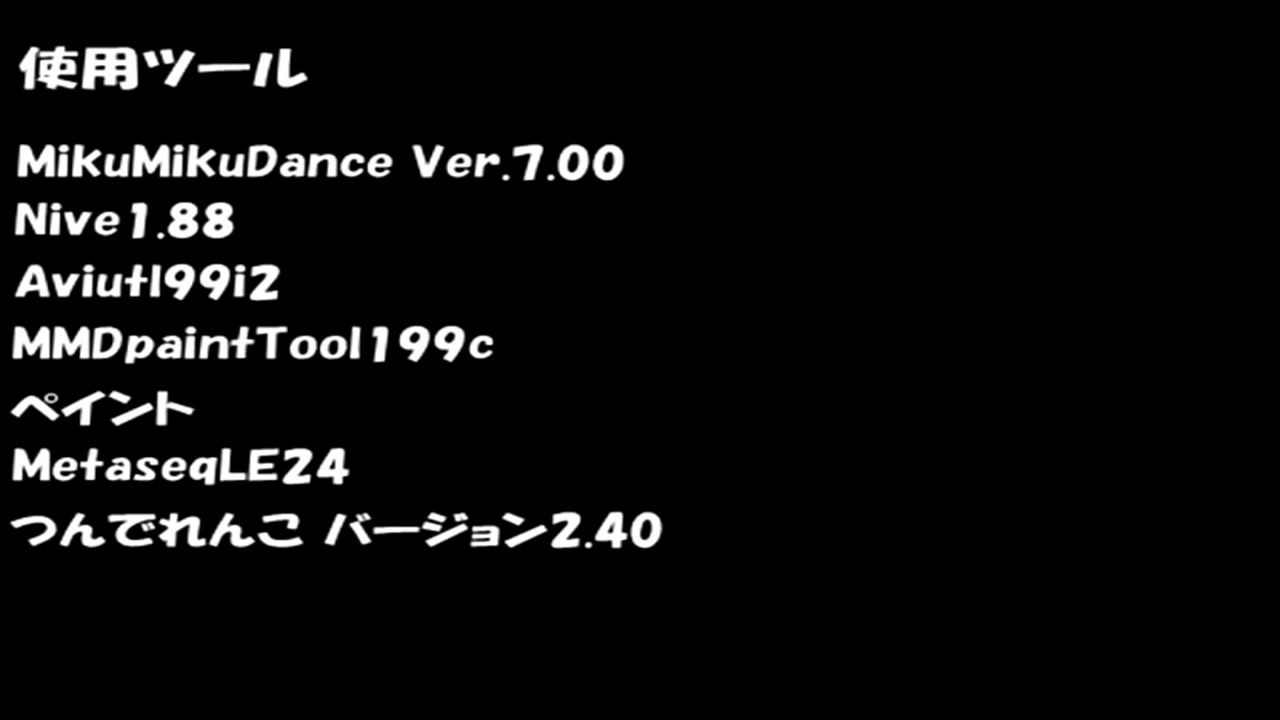 使用ツール
MikuMikuDance Ver.7.00
Nive1.88
Aviutl99i2
MMDpaintTool199c
ペイント
MetaseqLE24
つんでれんこ バージョン2.40